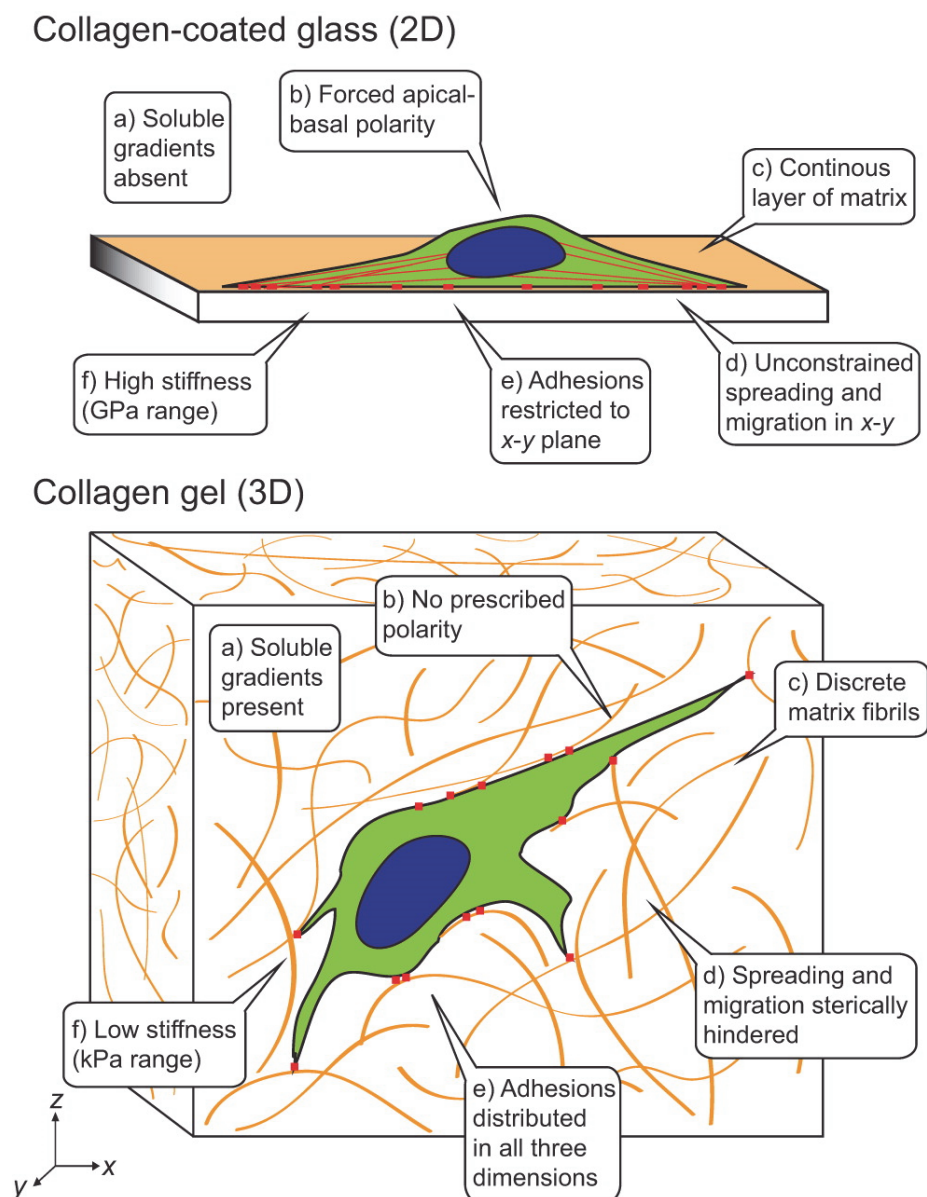 Collagen-coated glass (2D)
a) Soluble
gradients
absent
b) Forced apical-
basal polarity
c) Continous
layer of matrix
f) High stiffness
(GPa range)
e) Adhesions
restricted to
x-y plane
d) Unconstrained
spreading and
migration in x-y
Collagen gel (3D)
a) Soluble
gradients
present
b) No prescribed
polarity
c) Discrete
matrix fibrils
f) Low stiffness
(kPa range)
e) Adhesions
distributed
in all three
dimensions
d) Spreading and
migration sterically
hindered
z
x
y